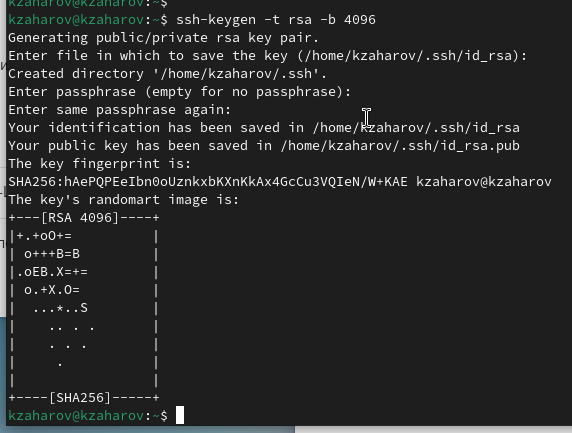 kzaharov@kzaharov:~$
kzaharov@kzaharov:~$ ssh-keygen -t rsa -b 4096
Generating public/private rsa key pair.
Enter file in which to save the key (/home/kzaharov/.ssh/id_rsa):
Created directory '/home/kzaharov/.ssh'.
Enter passphrase (empty for no passphrase):
Enter same passphrase again:
Your identification has been saved in /home/kzaharov/.ssh/id_rsa
Your public key has been saved in /home/kzaharov/.ssh/id_rsa.pub
The key fingerprint is:
SHA256:hAePQPEeIbn0oUznkxbKXnKkAx4GcCu3VQIeN/W+KAE kzaharov@kzaharov
The key's randomart image is:
+---[RSA 4096]----+
|+.+oO+=          |
| o+++B=B         |
|.oEB.X=+=        |
| o.+X.O=         |
|  ...*..S        |
|    .. . .       |
|    . . .        |
|     .           |
|                 |
+----[SHA256]-----+
kzaharov@kzaharov:~$